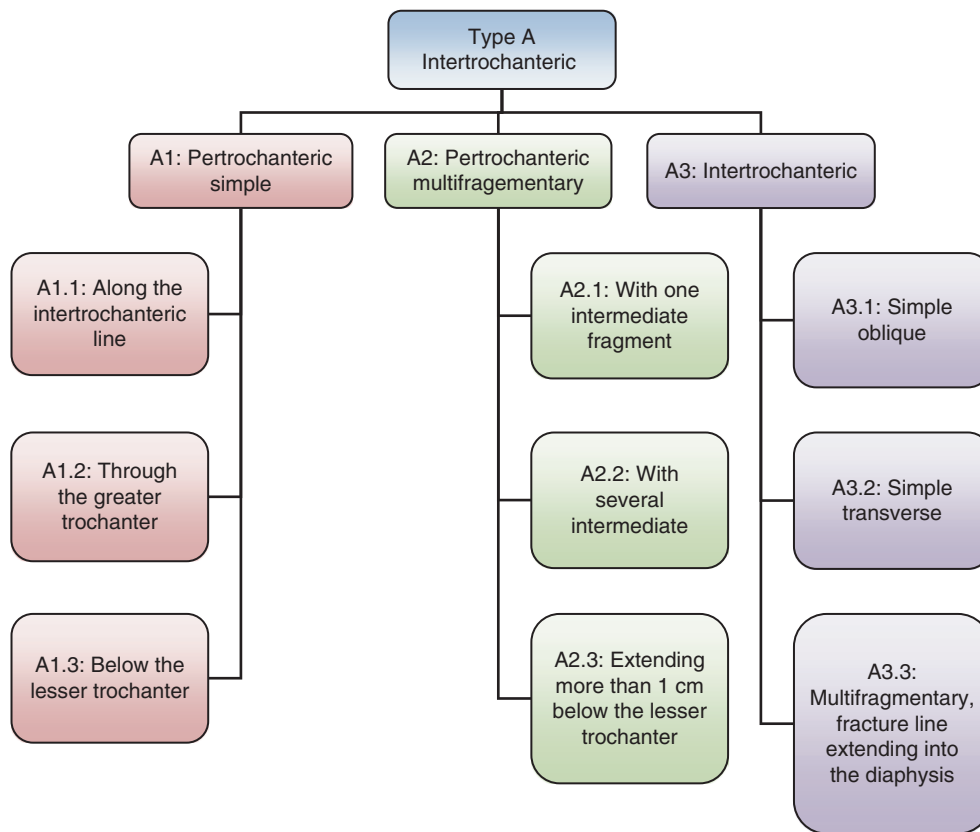 Type A
Intertrochanteric
A1: Pertrochanteric
simple
A2: Pertrochanteric
multifragementary
A3: Intertrochanteric
A1.1: Along the
intertrochanteric
line
A2.1: With one
intermediate
fragment
A3.1: Simple
oblique
A1.2: Through
the greater
trochanter
A2.2: With
several
intermediate
A3.2: Simple
transverse
A1.3: Below the
lesser trochanter
A2.3: Extending
more than 1 cm
below the lesser
trochanter
A3.3:
Multifragmentary,
fracture line
extending into
the diaphysis